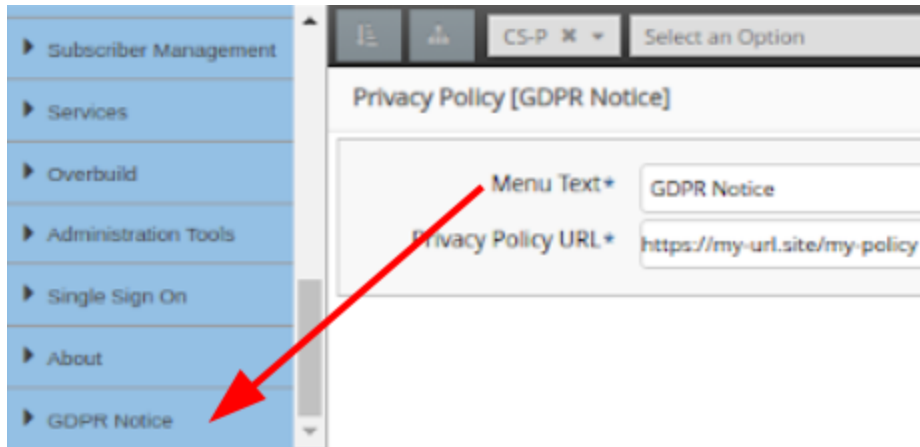 Subscriber Management
Services
Overbuild
Administration Tools
Single Sign On
About
GDPR Notice
CS-P
Select an Option
Privacy Policy [GDPR Notice]
Menu Text* GDPR Notice
Privacy Policy URL* https://my-url.site/my-policy